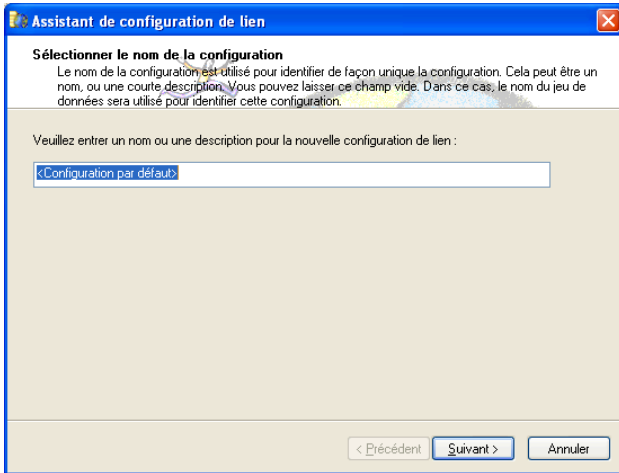 Assistant de configuration de lien
Sélectionner le nom de la configuration
Le nom de la configuration est utilisé pour identifier de façon unique la configuration. Cela peut être un
nom, ou une courte description. Vous pouvez laisser ce champ vide. Dans ce cas, le nom du jeu de
données sera utilisé pour identifier cette configuration.
Veuillez entrer un nom ou une description pour la nouvelle configuration de lien :
<Configuration par défaut>
< Précédent
Suivant >
Annuler